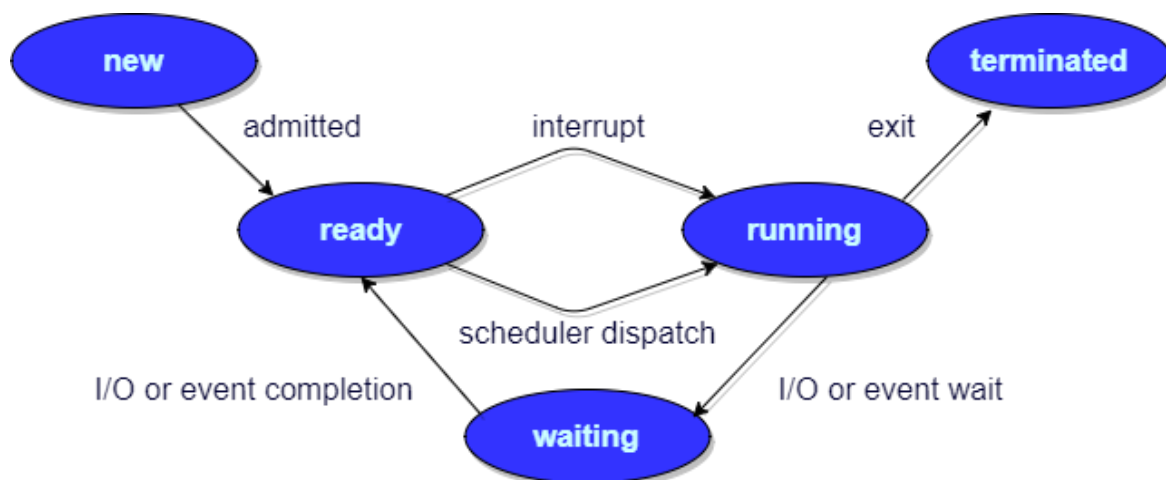 new
terminated
admitted
interrupt
exit
ready
running
scheduler dispatch
I/O or event completion
I/O or event wait
waiting